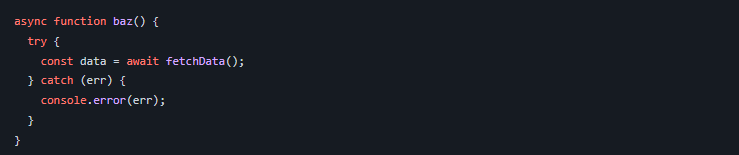 async function baz() {
  try {
    const data = await fetchData();
  } catch (err) {
    console.error(err);
  }
}